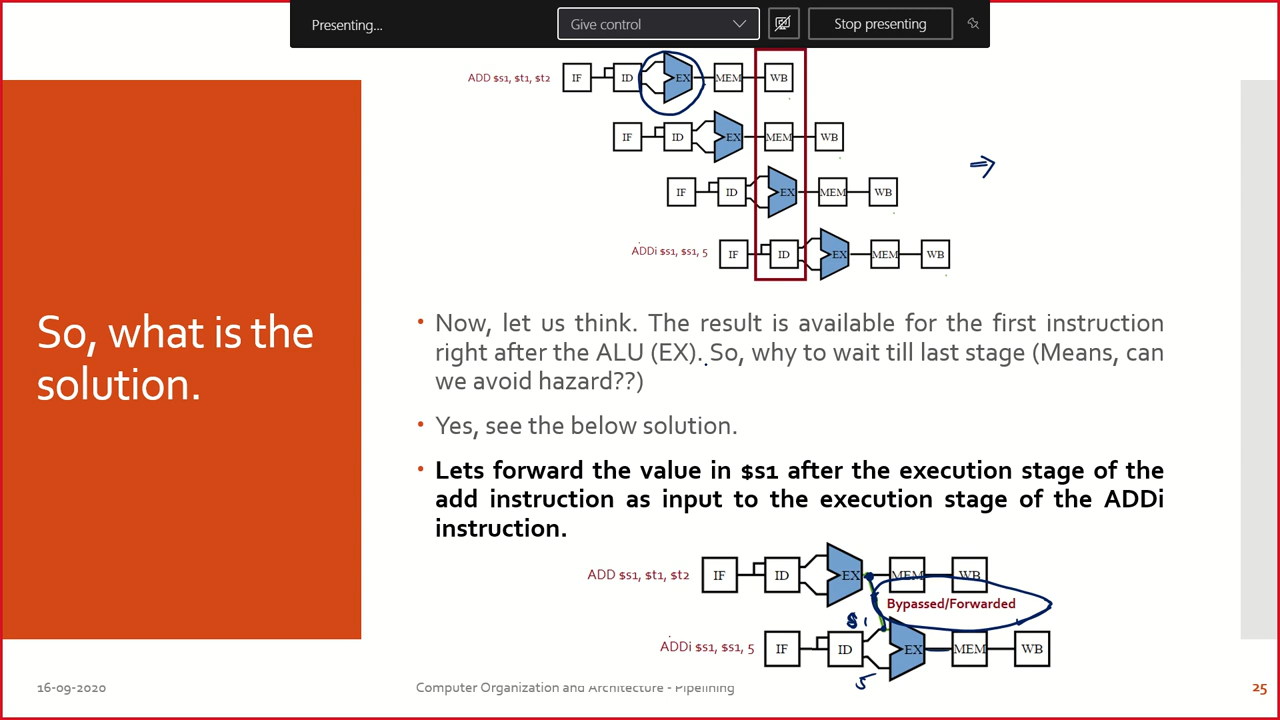 Presenting...
Give control
Stop presenting
ADD $s1, $t1, $t2 IF ID EX MEM WB
IF ID EX MEM WB
IF ID EX MEM WB
ADDi $s1, $s1, 5 IF ID EX MEM WB
So, what is the
solution.
• Now, let us think. The result is available for the first instruction
right after the ALU (EX). So, why to wait till last stage (Means, can
we avoid hazard??)
• Yes, see the below solution.
• Lets forward the value in $s1 after the execution stage of the
add instruction as input to the execution stage of the ADDi
instruction.
ADD $s1, $t1, $t2 IF ID EX MEM WB
Bypassed/Forwarded
ADDi $s1, $s1, 5 IF ID EX MEM WB
5
16-09-2020
Computer Organization and Architecture - Pipelining
25